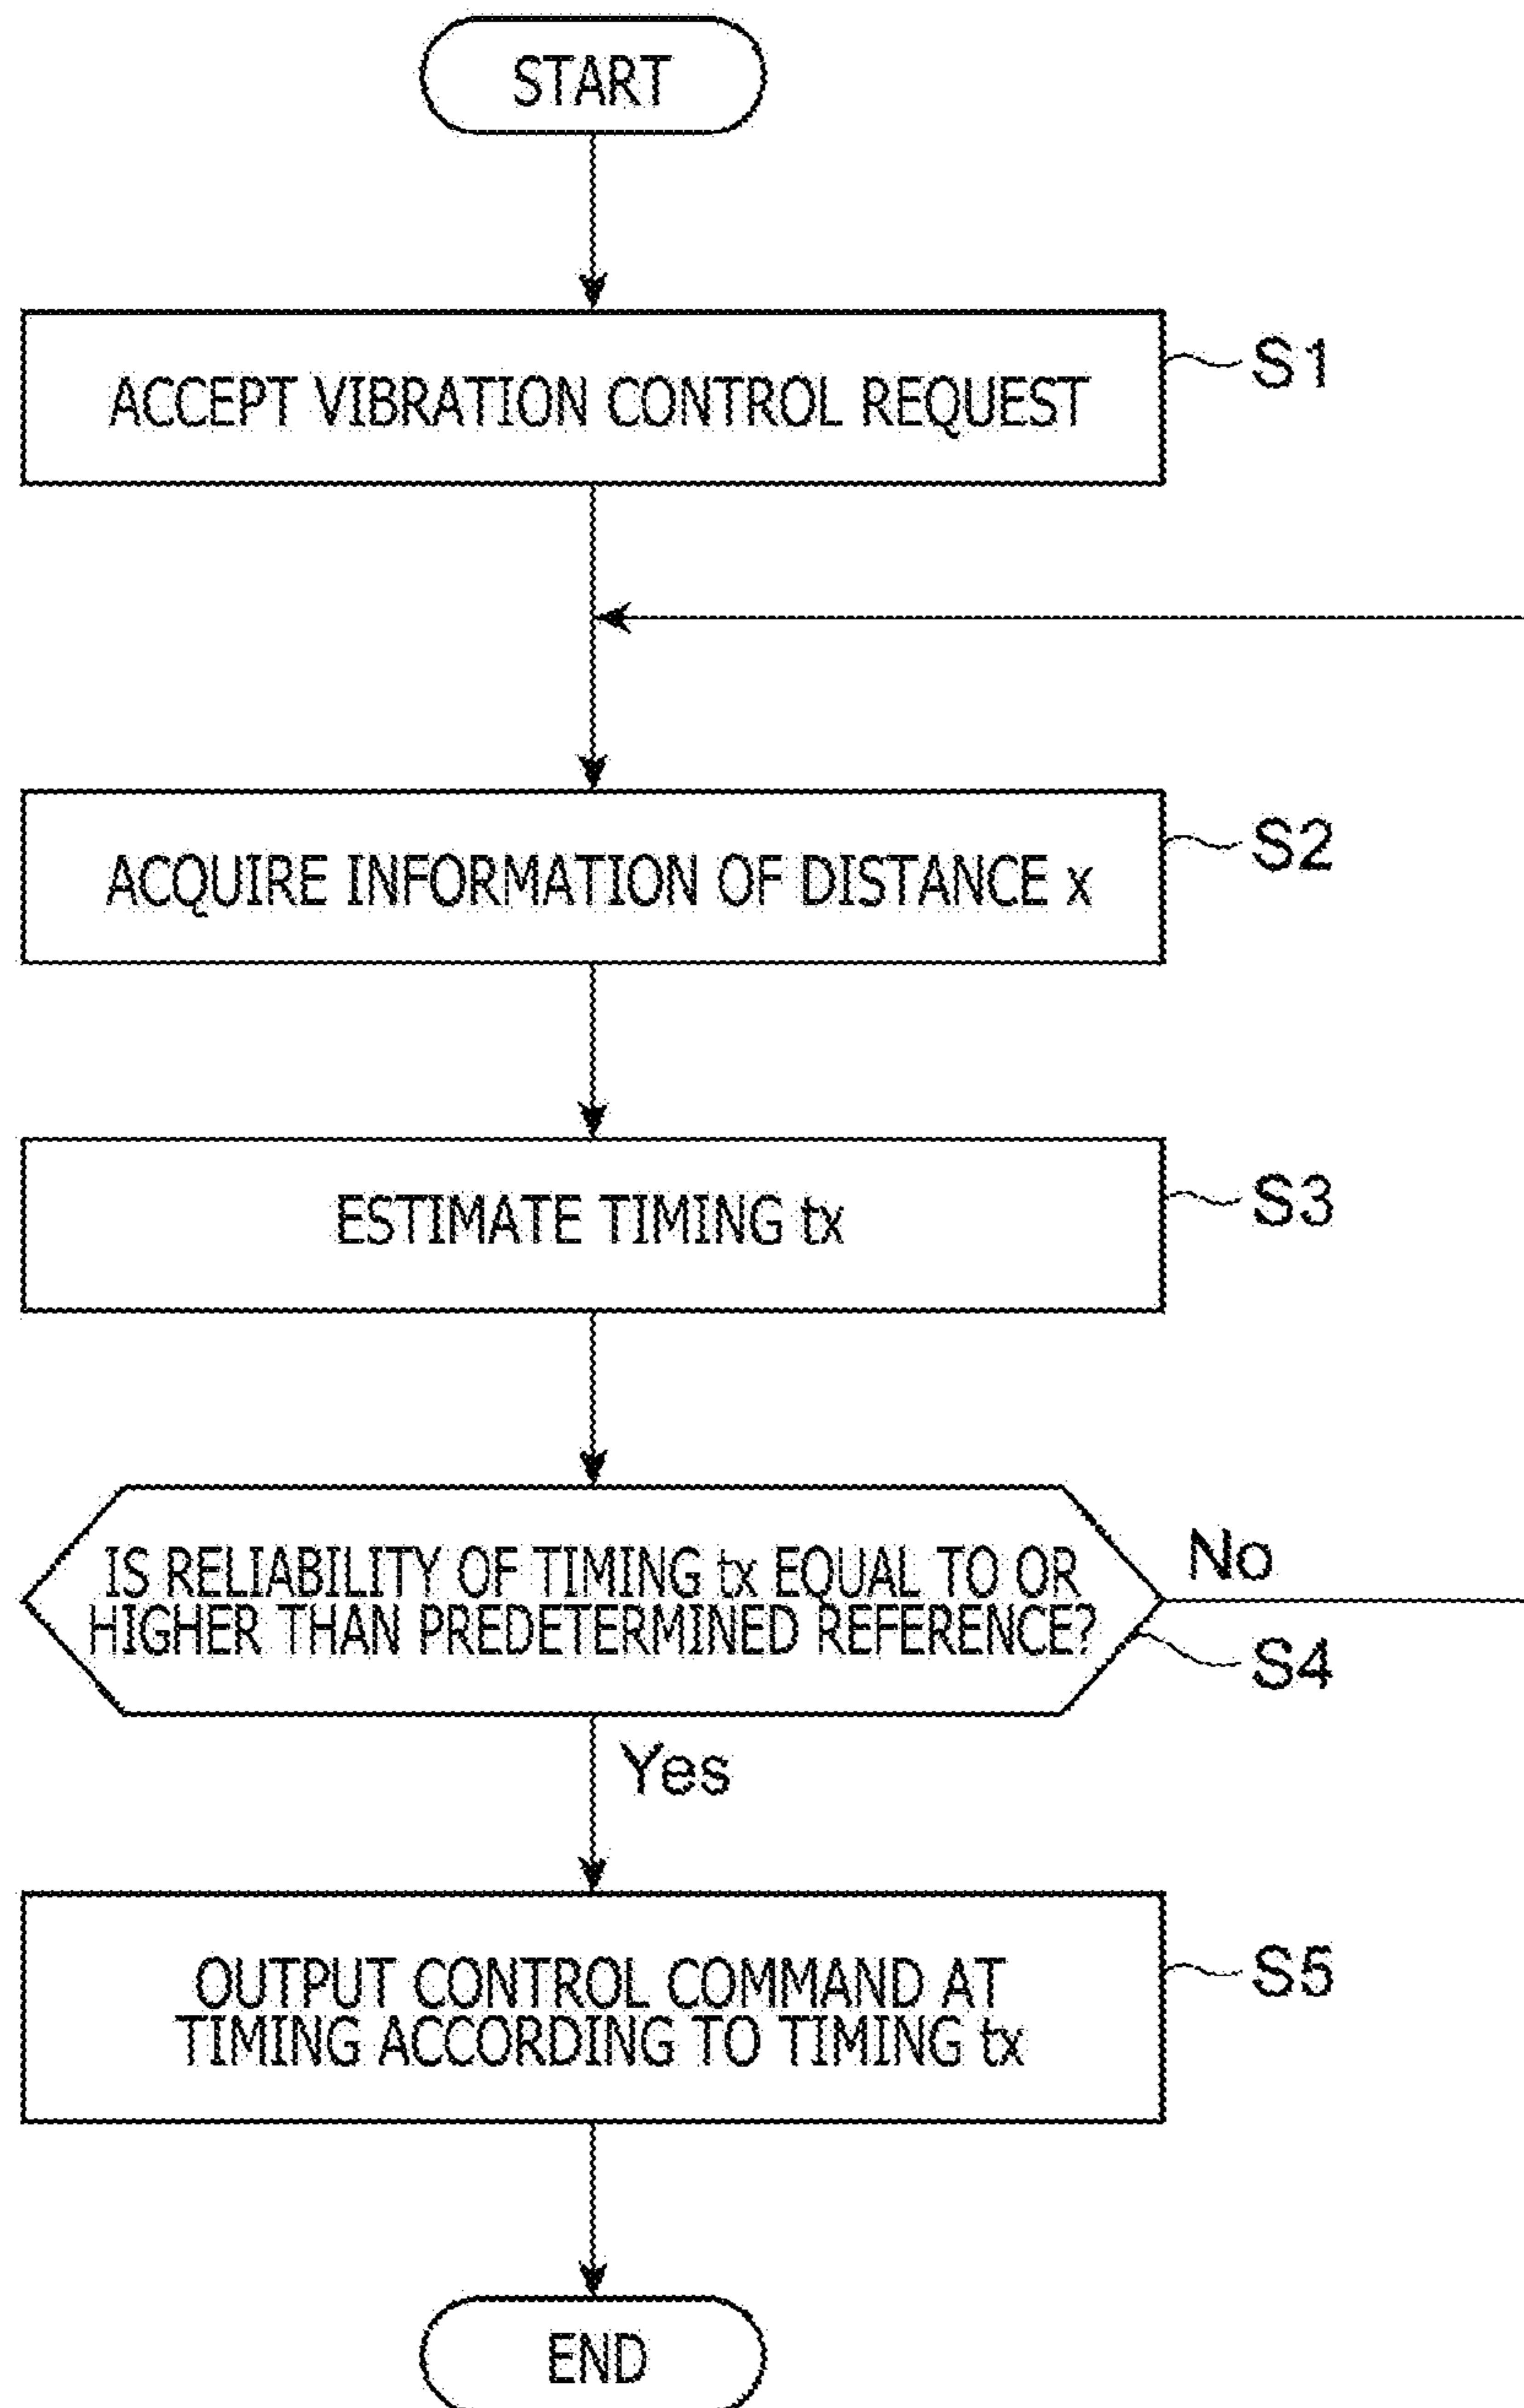 START
ACCEPT VIBRATION CONTROL REQUEST
S1
ACQUIRE INFORMATION OF DISTANCE x
S2
ESTIMATE TIMING tx
S3
IS RELIABILITY OF TIMING tx EQUAL TO OR
HIGHER THAN PREDETERMINED REFERENCE?
No
S4
Yes
OUTPUT CONTROL COMMAND AT
TIMING ACCORDING TO TIMING tx
S5
END